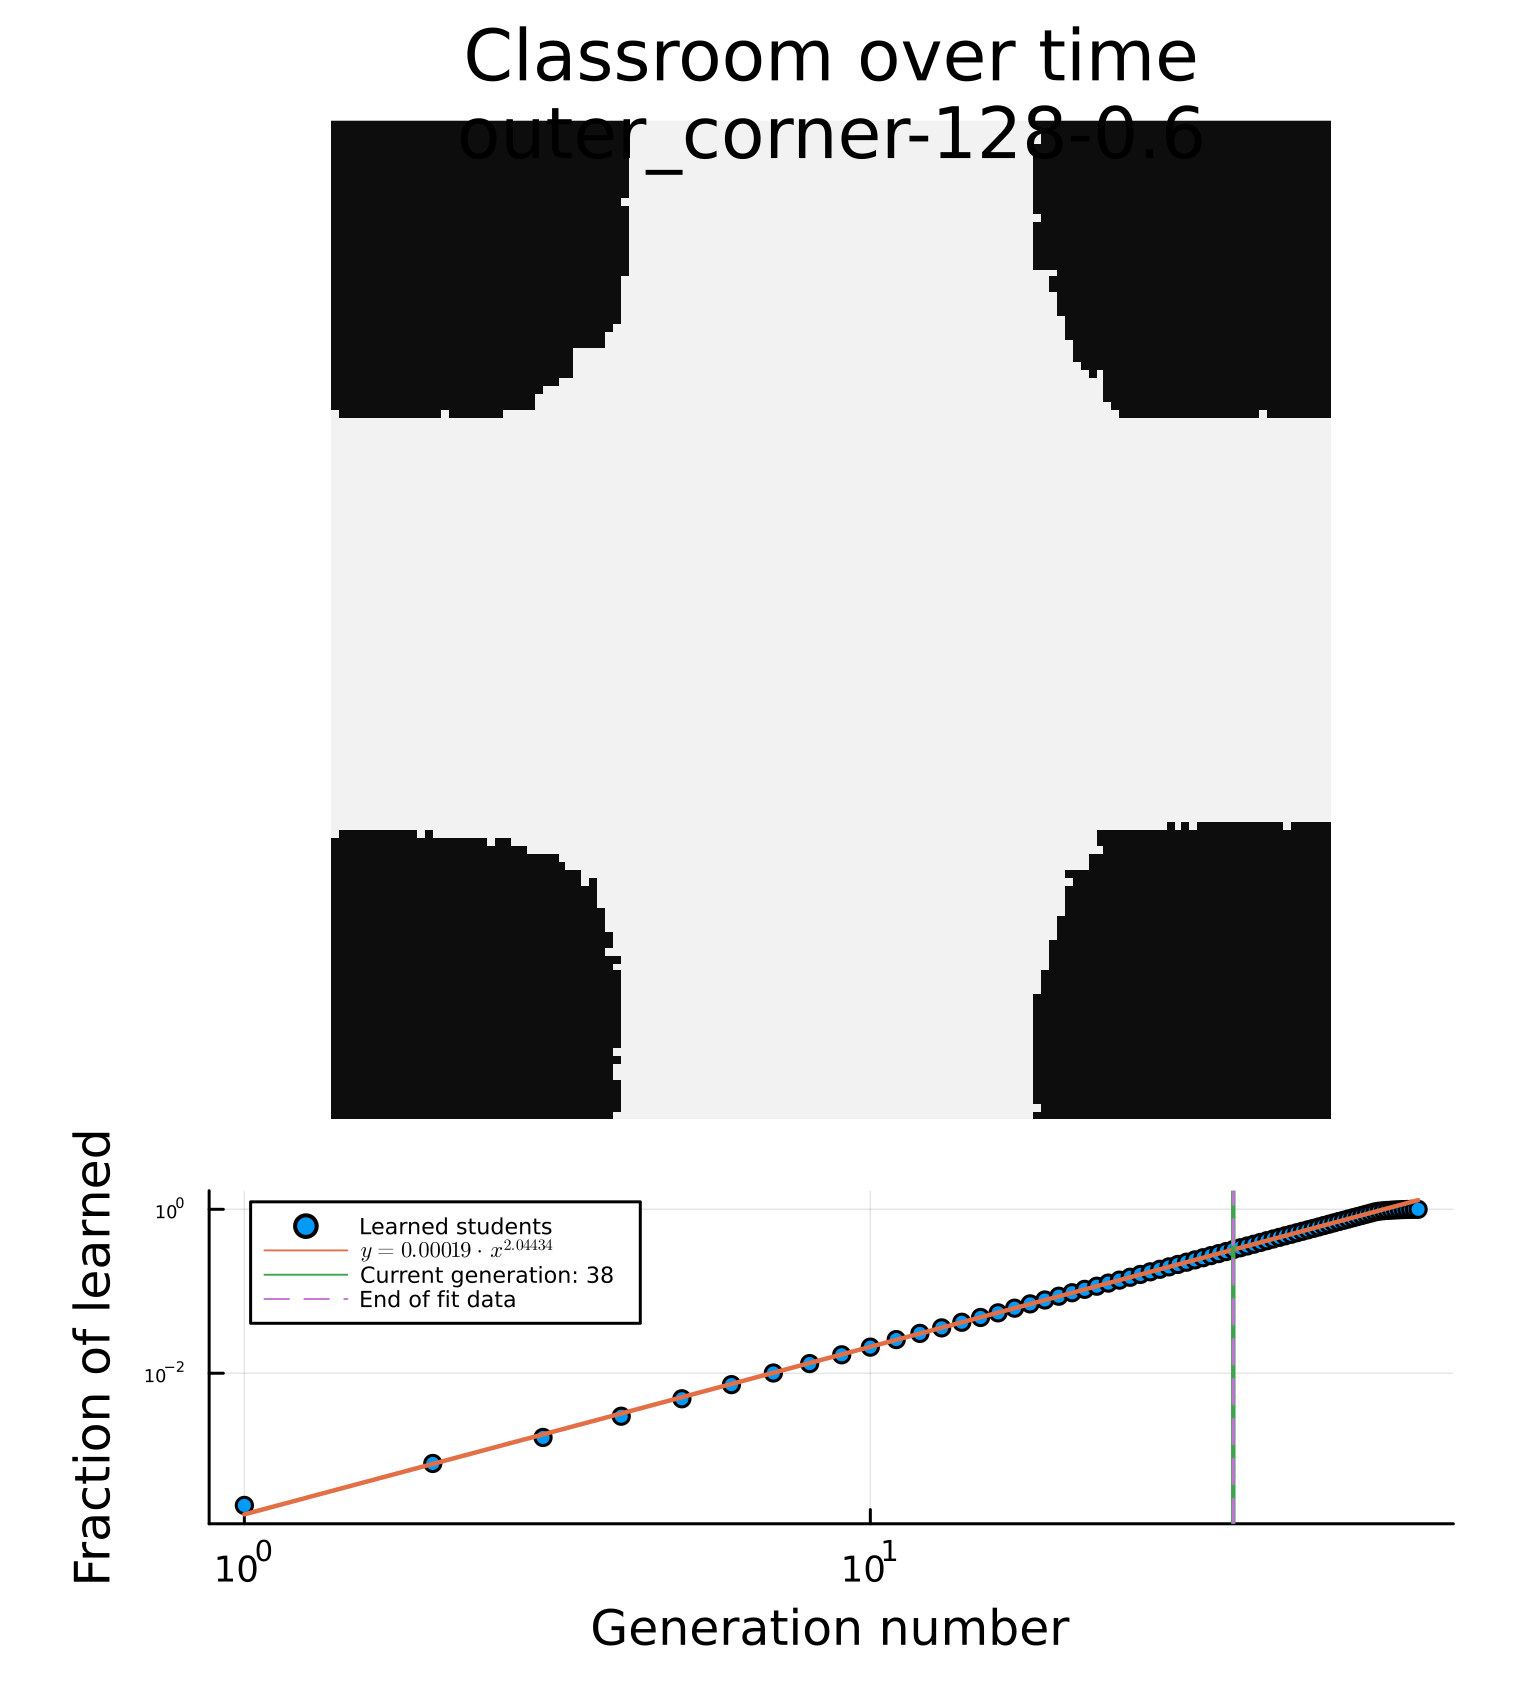 Classroom over time
outer_corner-128-0.6
Fraction of learned
10⁰
10⁻²
Learned students
y = 0.00019 · x^2.04434
Current generation: 38
End of fit data
10⁰
10¹
Generation number